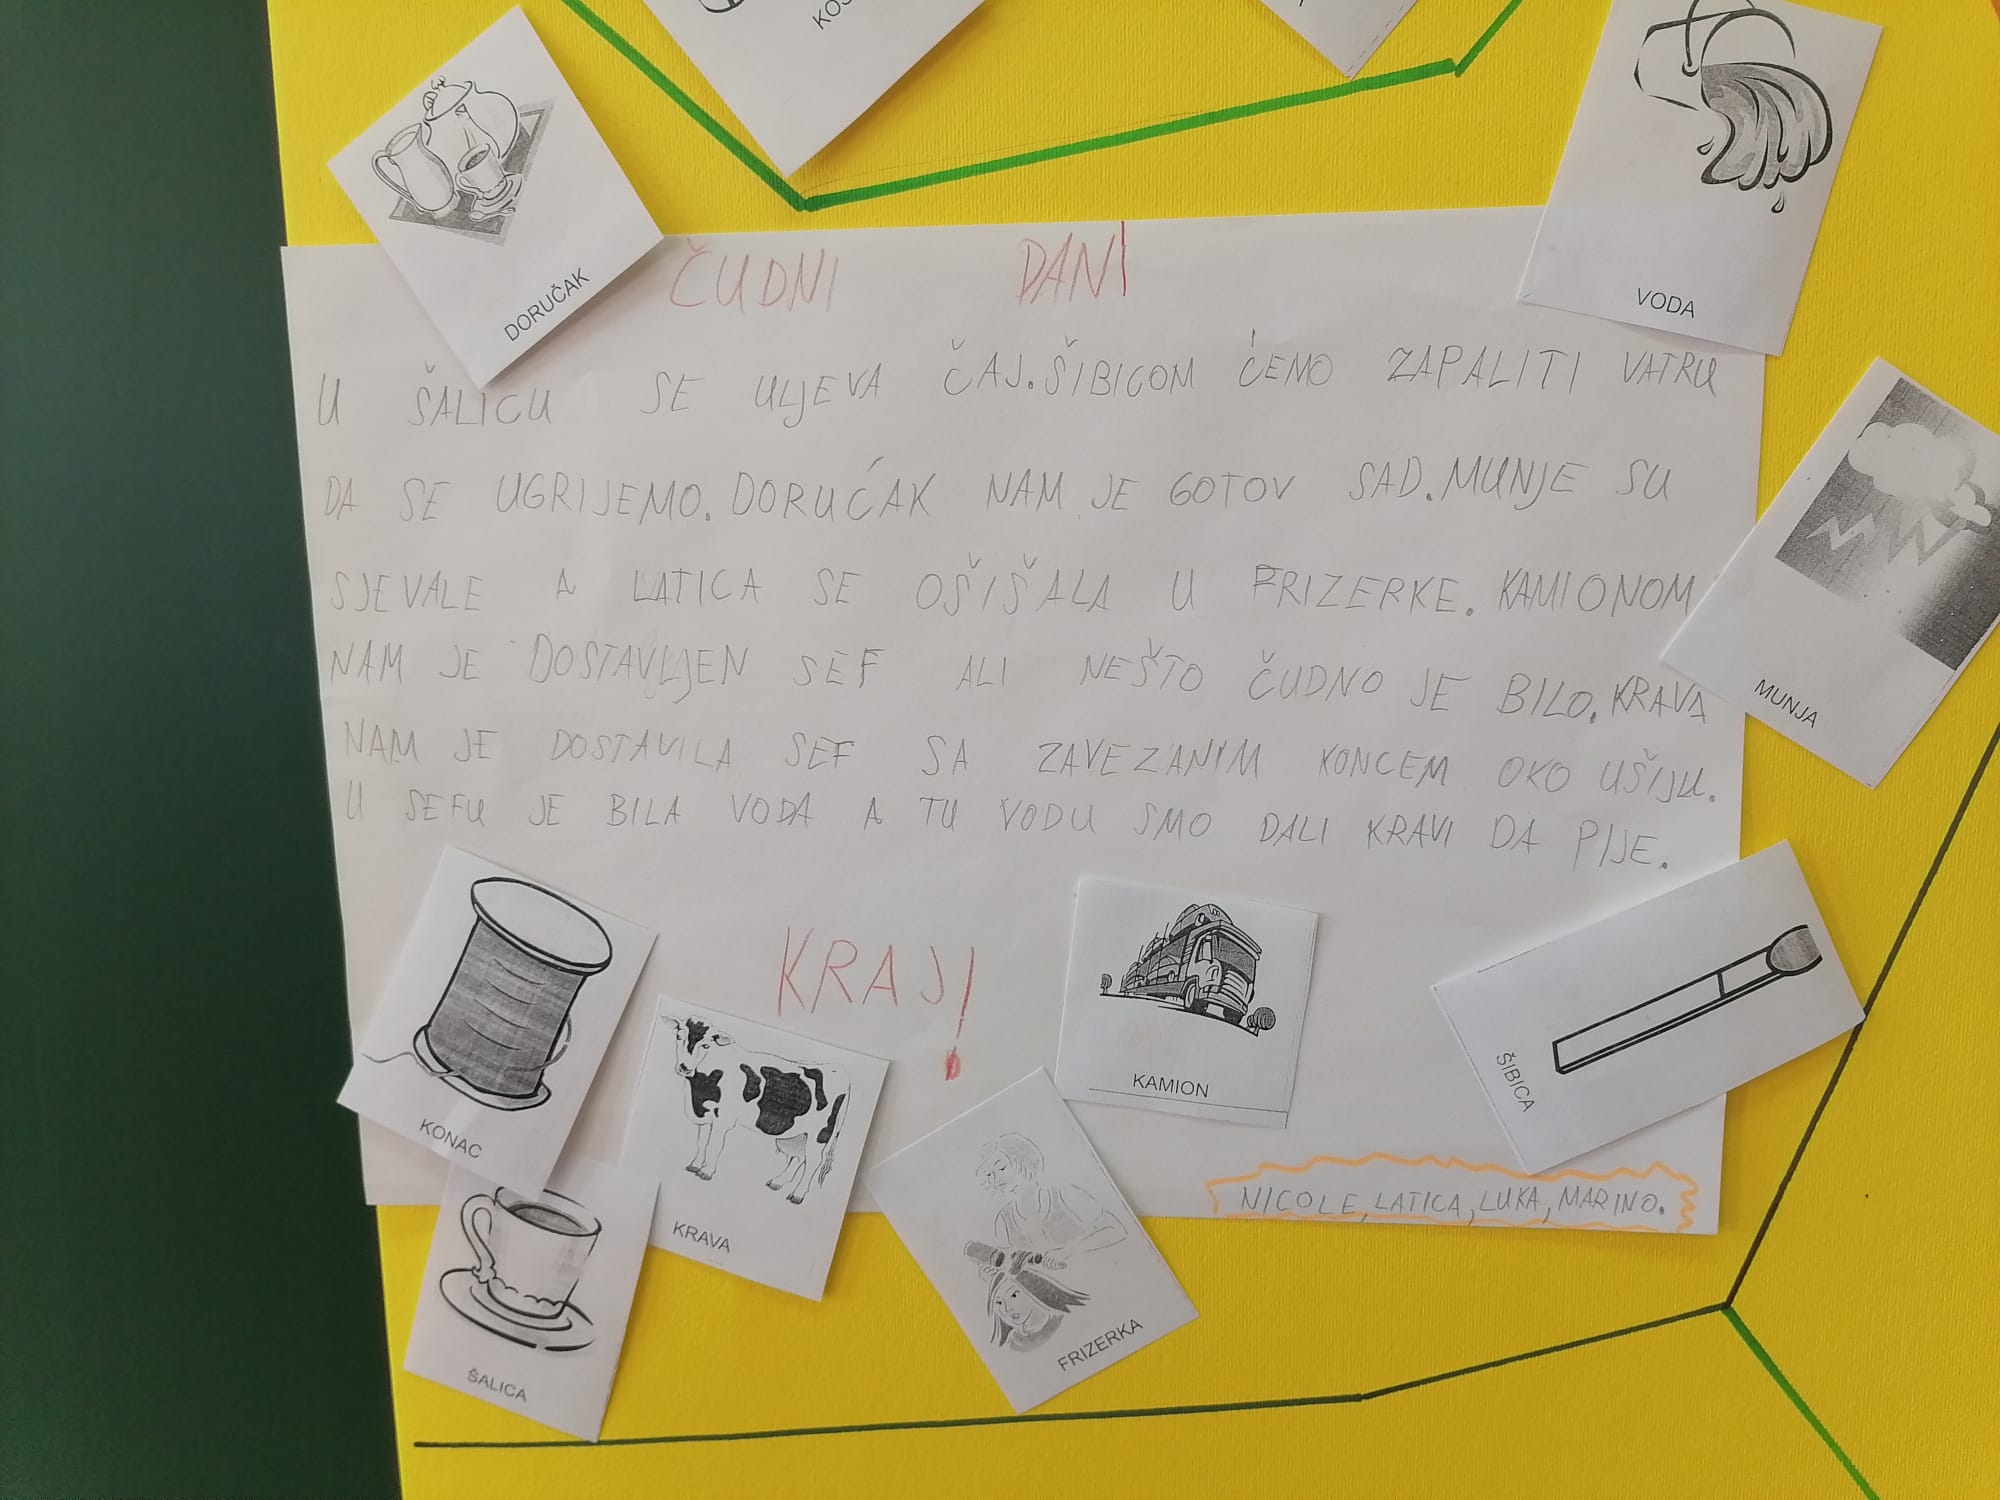 KO
DORUČAK
VODA
ČUDNI DANI
U ŠALICU SE ULJEVA ČAJ. ŠIBICOM ĆEMO ZAPALITI VATRU
DA SE UGRIJEMO. DORUĆAK NAM JE GOTOV SAD. MUNJE SU
SJEVALE A LATICA SE OŠIŠALA U FRIZERKE. KAMIONOM
NAM JE DOSTAVLJEN SEF ALI NEŠTO ČUDNO JE BILO. KRAVA
NAM JE DOSTAVILA SEF SA ZAVEZANIM KONCEM OKO UŠIJU.
U SEFU JE BILA VODA A TU VODU SMO DALI KRAVI DA PIJE.
MUNJA
KRAJ!
KONAC
KRAVA
KAMION
ŠIBICA
NICOLE, LATICA, LUKA, MARINO.
ŠALICA
FRIZERKA